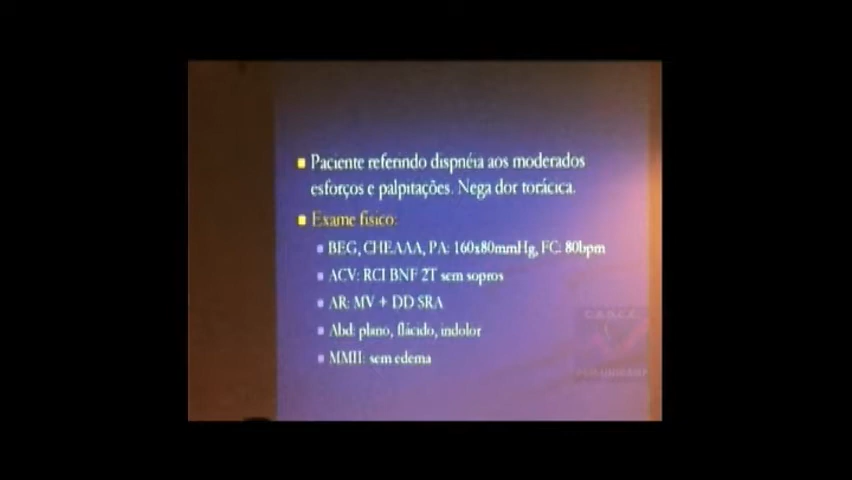 Paciente referindo dispnéia aos moderados
esforços e palpitações. Nega dor torácica.
Exame físico:
BEG, CHEAAA, PA: 160x80mmHg, FC: 80bpm
ACV: RCI BNF 2T sem sopros
AR: MV + DD SRA
Abd: plano, flácido, indolor
MMII: sem edema